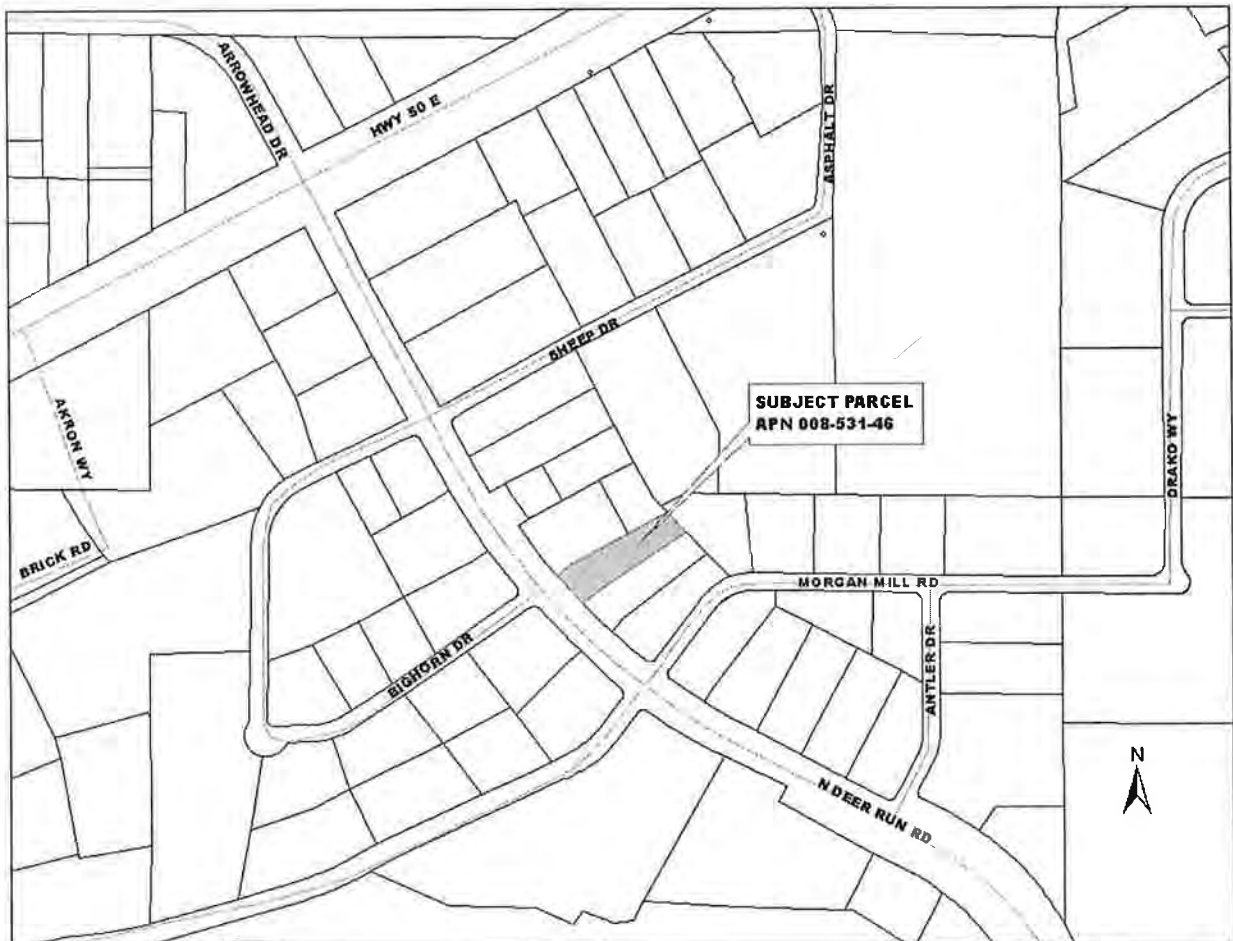 ARROWHEAD DR
HWY 50 E
ASPHALT DR
SHEEP DR
SUBJECT PARCEL
APN 008-531-46
AKRON WY
DRAKO WY
BRICK RD
MORGAN MILL RD
BIGHORN DR
ANTLER DR
N DEER RUN RD
N